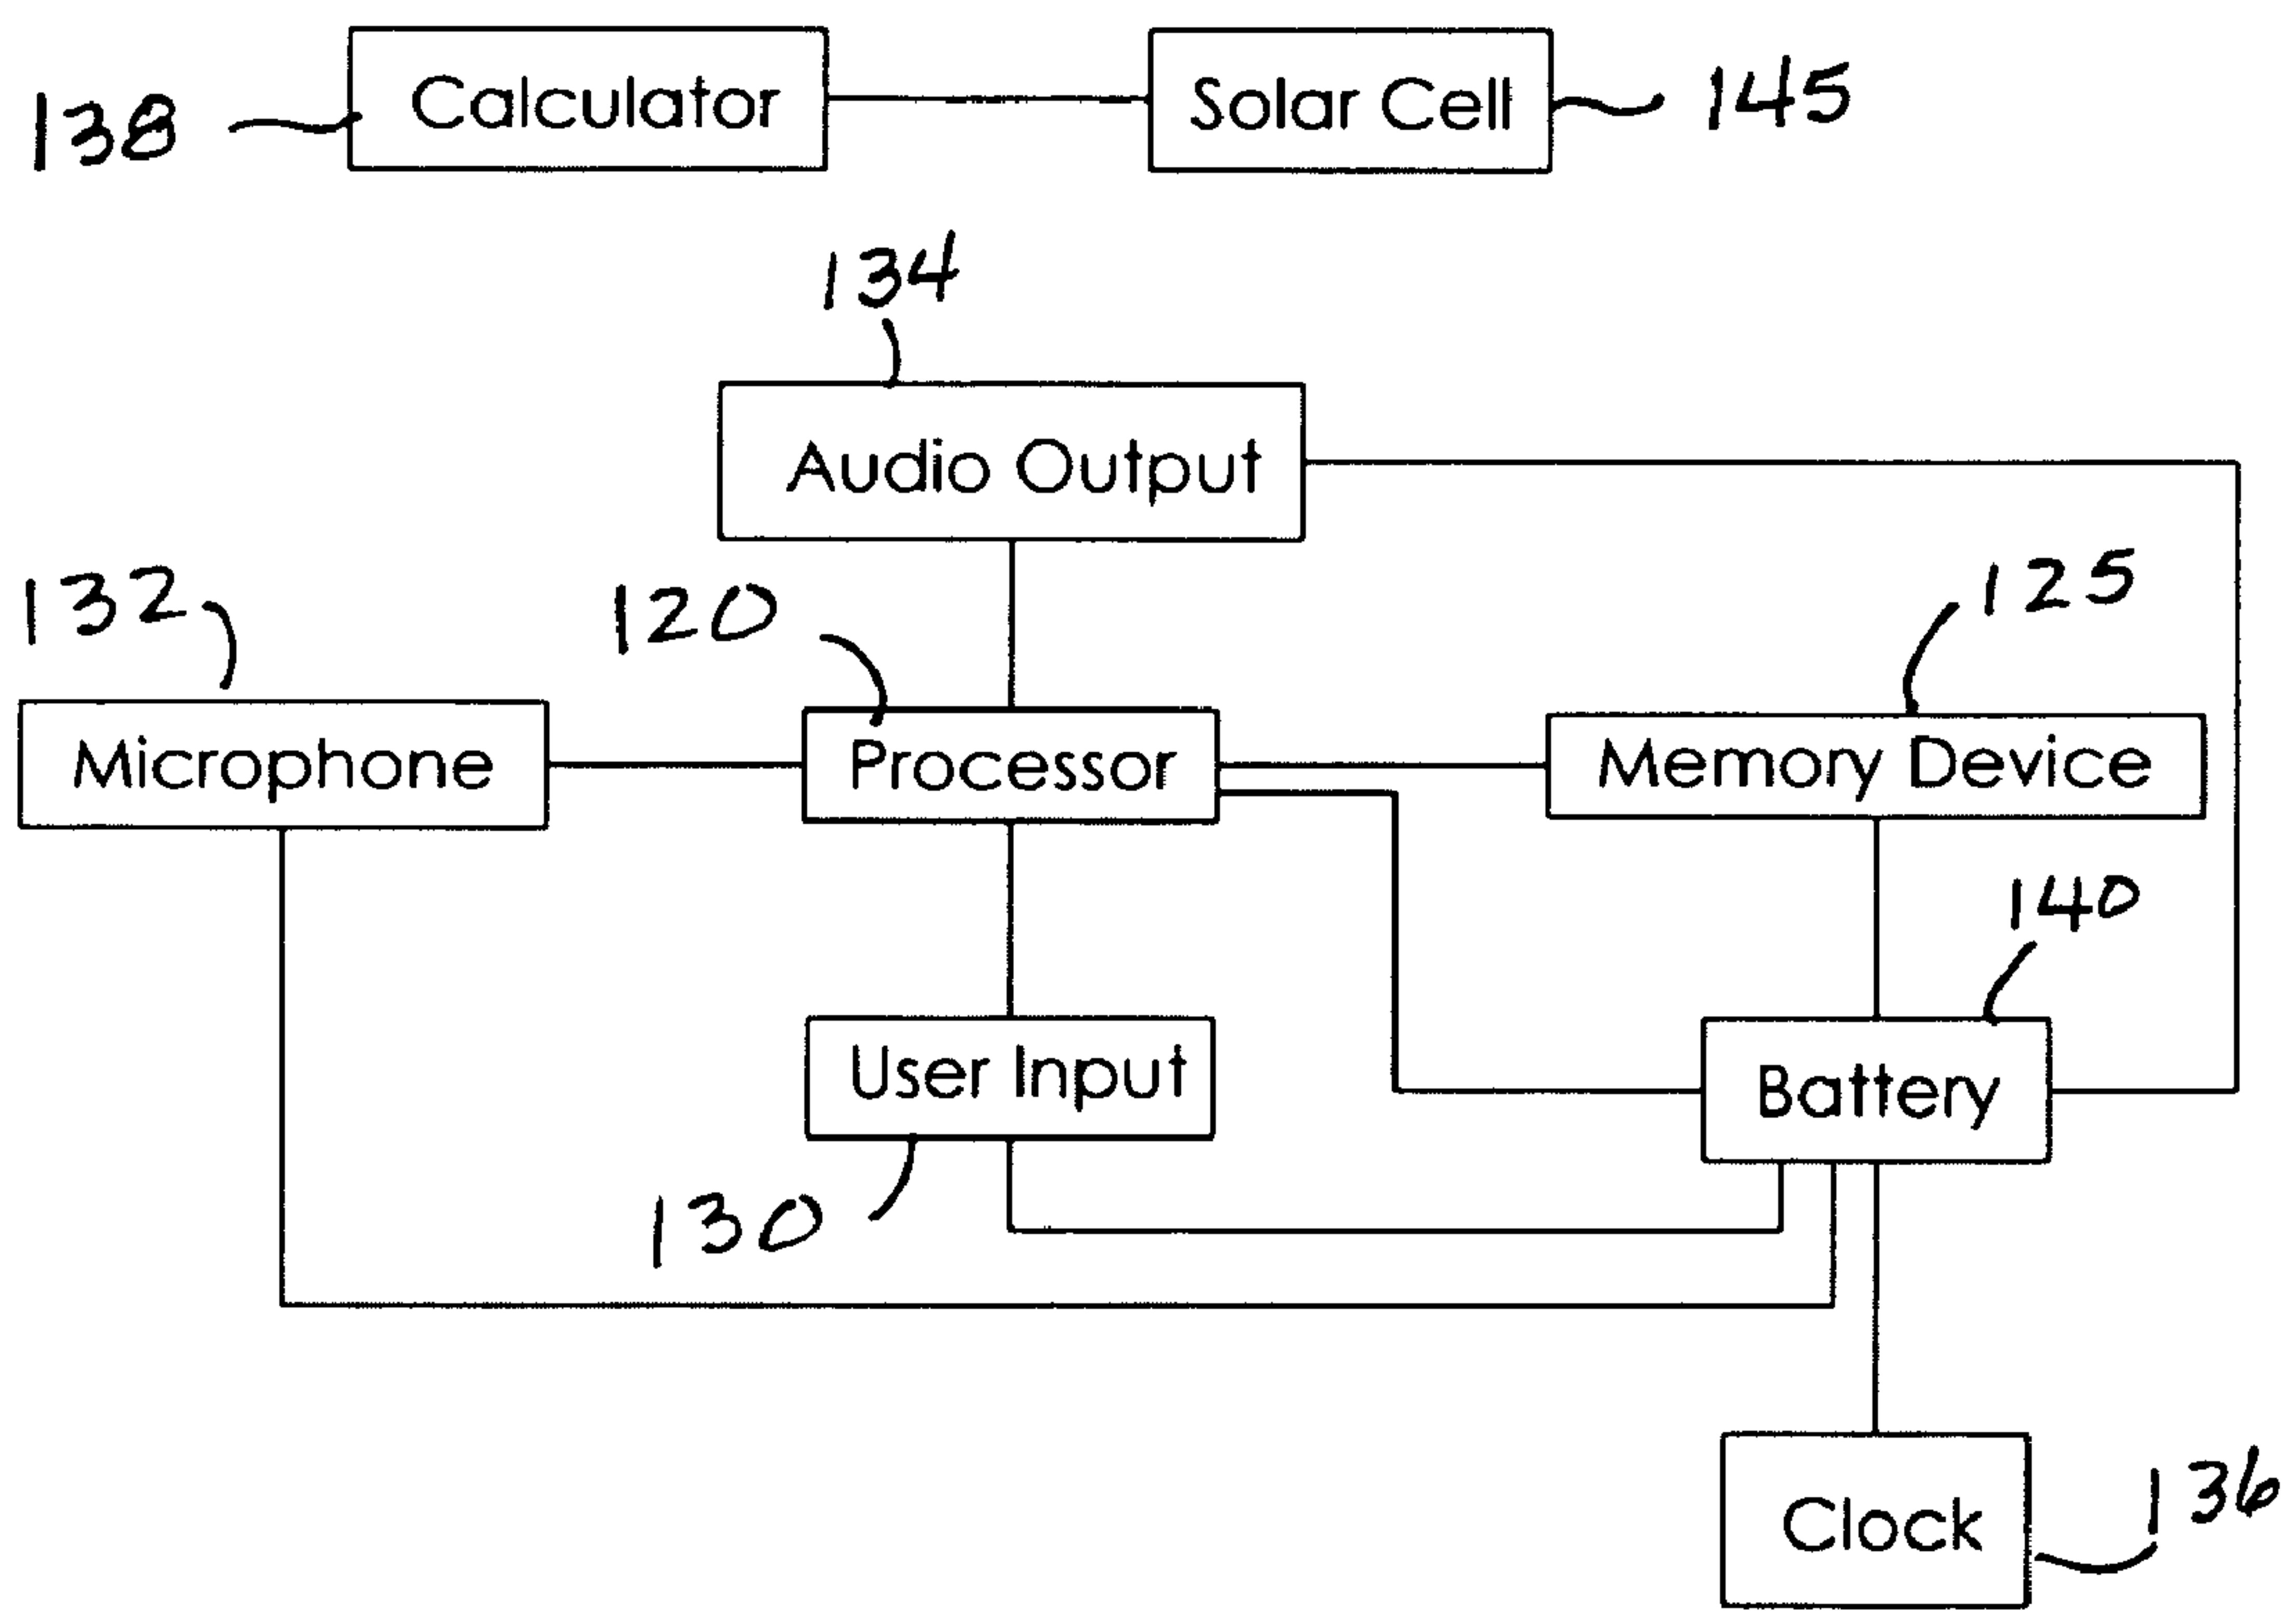 138 Calculator Solar Cell 145
134
Audio Output
132 120 125
Microphone Processor Memory Device
140
User Input Battery
130
Clock 136